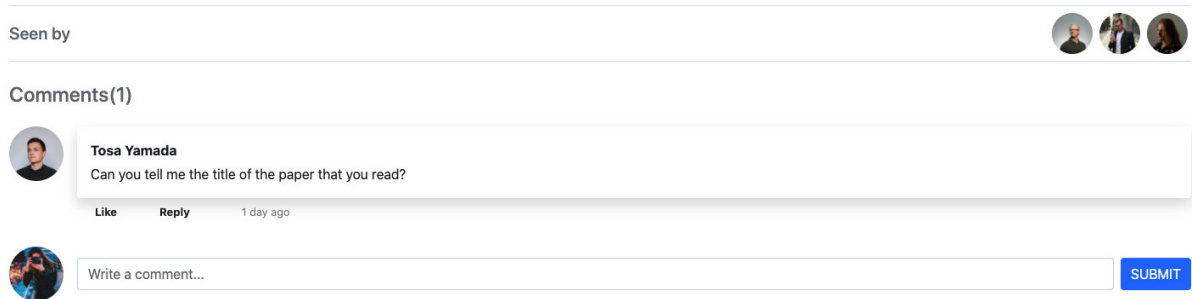 Seen by
Comments(1)
Tosa Yamada
Can you tell me the title of the paper that you read?
Like Reply 1 day ago
Write a comment... SUBMIT